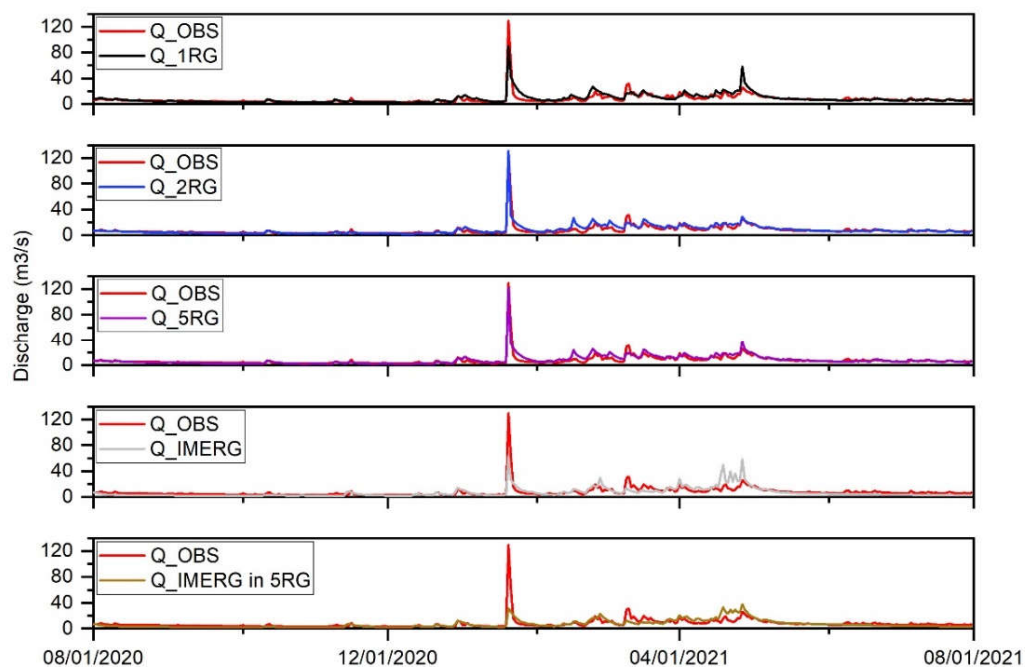 120
80
40
0
Q_OBS
Q_1RG
120
80
40
0
Q_OBS
Q_2RG
120
80
40
0
Q_OBS
Q_5RG
120
80
40
0
Q_OBS
Q_IMERG
120
80
40
0
Q_OBS
Q_IMERG in 5RG
Discharge (m3/s)
08/01/2020
12/01/2020
04/01/2021
08/01/2021